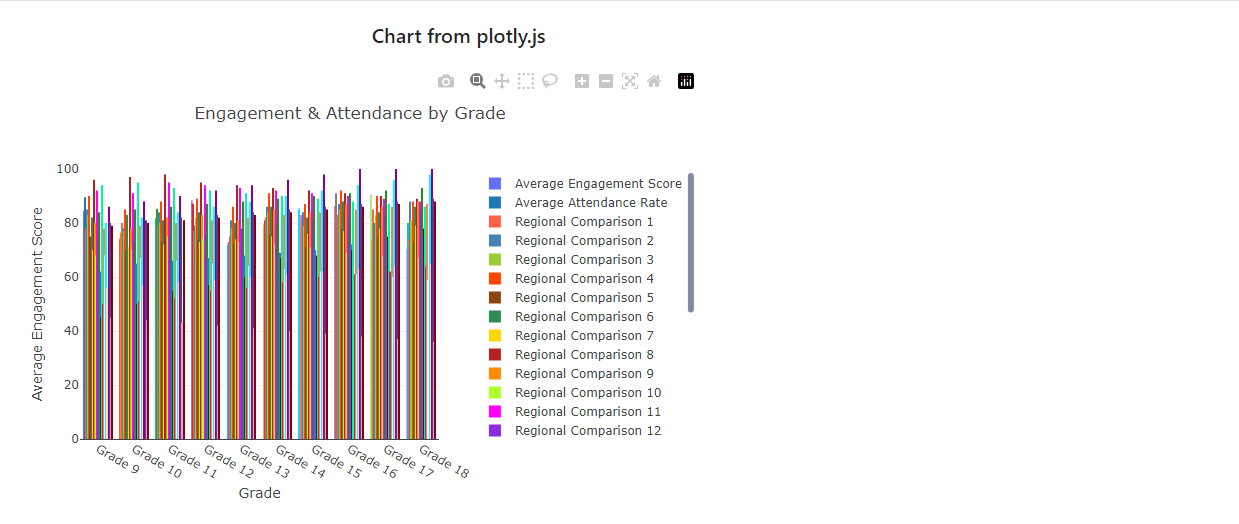 Chart from plotly.js
Engagement & Attendance by Grade
100
80
60
40
20
0
Average Engagement Score
Grade 9
Grade 10
Grade 11
Grade 12
Grade 13
Grade 14
Grade 15
Grade 16
Grade 17
Grade 18
Grade
Average Engagement Score
Average Attendance Rate
Regional Comparison 1
Regional Comparison 2
Regional Comparison 3
Regional Comparison 4
Regional Comparison 5
Regional Comparison 6
Regional Comparison 7
Regional Comparison 8
Regional Comparison 9
Regional Comparison 10
Regional Comparison 11
Regional Comparison 12